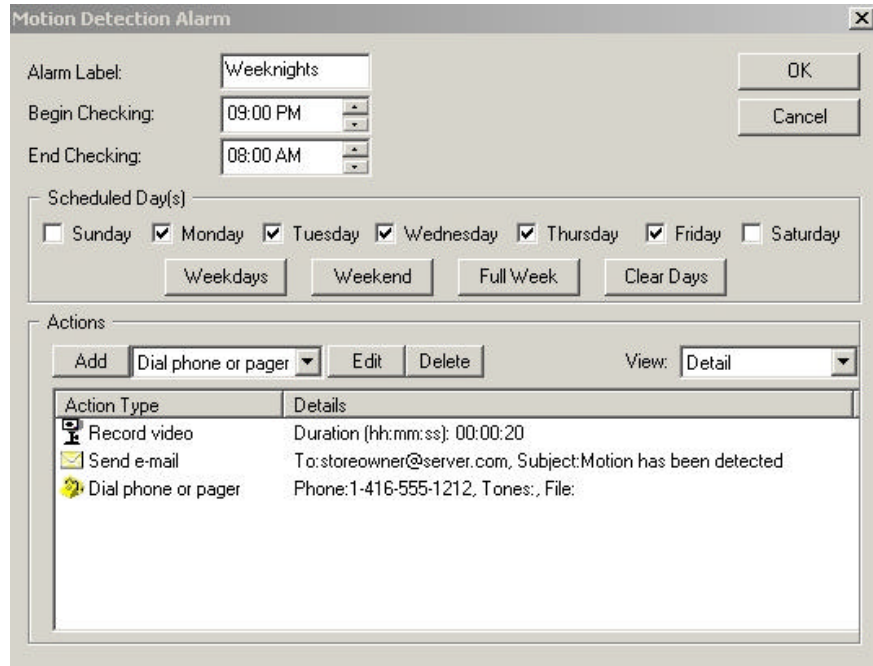 Motion Detection Alarm
Alarm Label: Weeknights OK
Begin Checking: 09:00 PM Cancel
End Checking: 08:00 AM
Scheduled Day(s)
Sunday Monday Tuesday Wednesday Thursday Friday Saturday
Weekdays Weekend Full Week Clear Days
Actions
Add Dial phone or pager Edit Delete View: Detail
Action Type Details
Record video Duration (hh:mm:ss): 00:00:20
Send e-mail To:storeowner@server.com, Subject:Motion has been detected
Dial phone or pager Phone:1-416-555-1212, Tones:, File: